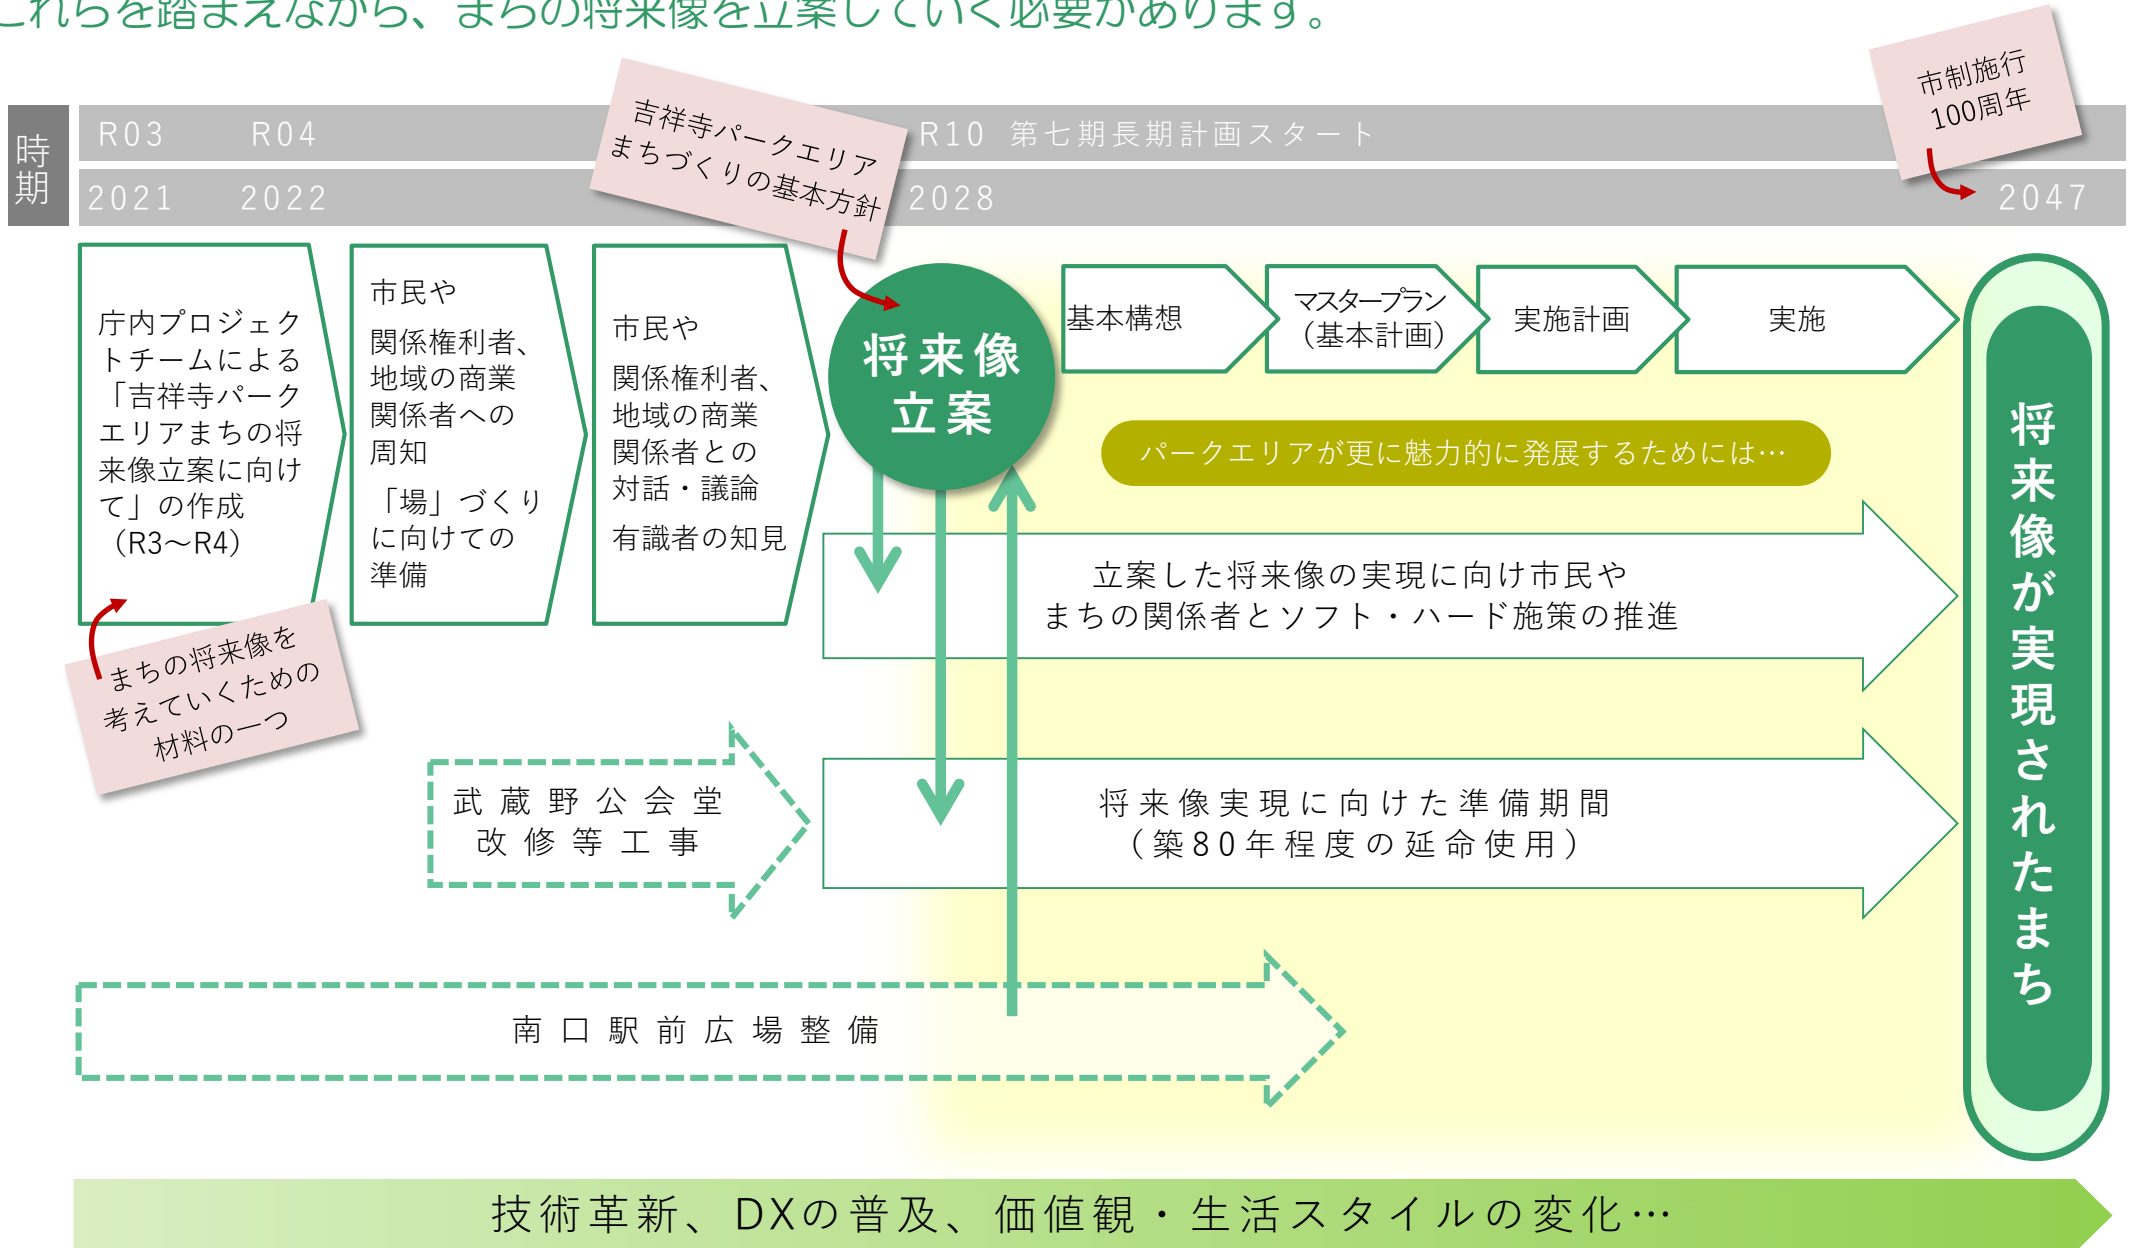 これらを踏まえながら、まちの将来像を立案していく必要があります。
時期
R03
R04
R10 第七期長期計画スタート
2021
2022
2028
2047
吉祥寺パークエリア
まちづくりの基本方針
市制施行
100周年
庁内プロジェク
トチームによる
「吉祥寺パーク
エリアまちの将
来像立案に向け
て」の作成
（R3～R4）
市民や
関係権利者、
地域の商業
関係者への
周知
「場」づくり
に向けての
準備
市民や
関係権利者、
地域の商業
関係者との
対話・議論
有識者の知見
将来像
立案
基本構想
マスタープラン
（基本計画）
実施計画
実施
パークエリアが更に魅力的に発展するためには…
立案した将来像の実現に向け市民や
まちの関係者とソフト・ハード施策の推進
まちの将来像を
考えていくための
材料の一つ
武蔵野公会堂
改修等工事
将来像実現に向けた準備期間
（築80年程度の延命使用）
南口駅前広場整備
将来像が実現されたまち
技術革新、DXの普及、価値観・生活スタイルの変化…